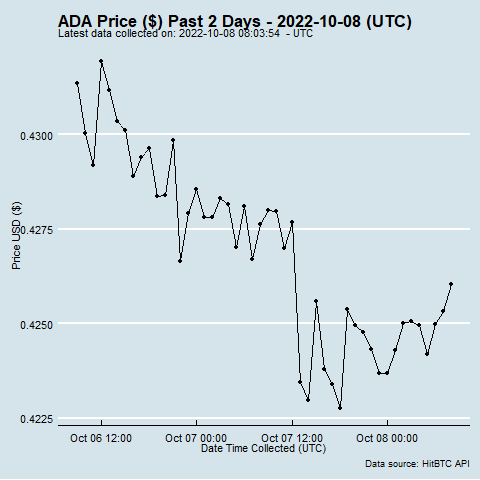 ADA Price ($) Past 2 Days - 2022-10-08 (UTC)
Latest data collected on: 2022-10-08 08:03:54  - UTC
0.4300
0.4275
0.4250
0.4225
Price USD ($)
Oct 06 12:00
Oct 07 00:00
Oct 07 12:00
Oct 08 00:00
Date Time Collected (UTC)
Data source: HitBTC API